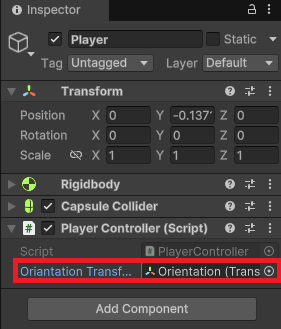 Inspector
Player
Static
Tag Untagged Layer Default
Transform
Position X 0 Y -0.137 Z 0
Rotation X 0 Y 0 Z 0
Scale X 1 Y 1 Z 1
Rigidbody
Capsule Collider
Player Controller (Script)
Script PlayerController
Oriantation Transf... Orientation (Trans
Add Component